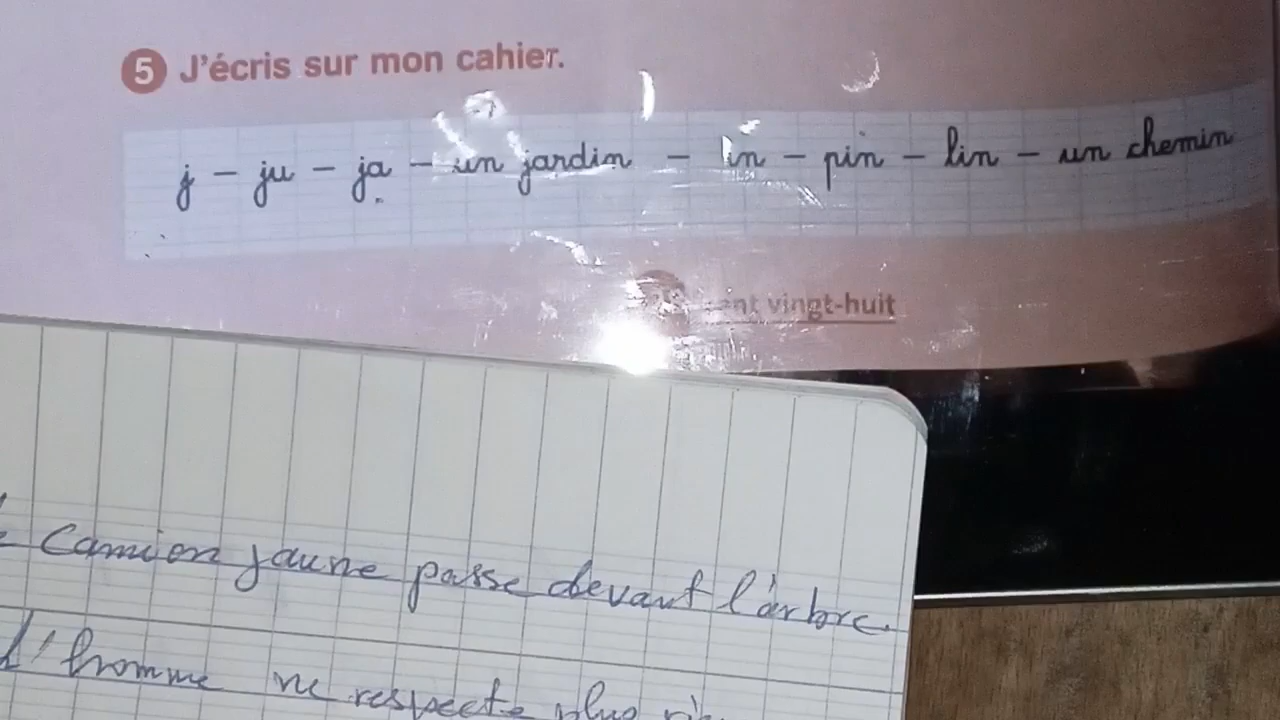 5 J'écris sur mon cahier.
j - ju - ja - un jardin - in - pin - lin - un chemin
vingt-huit
camion jaune passe devant l'arbre.
l'homme ne respecte plus